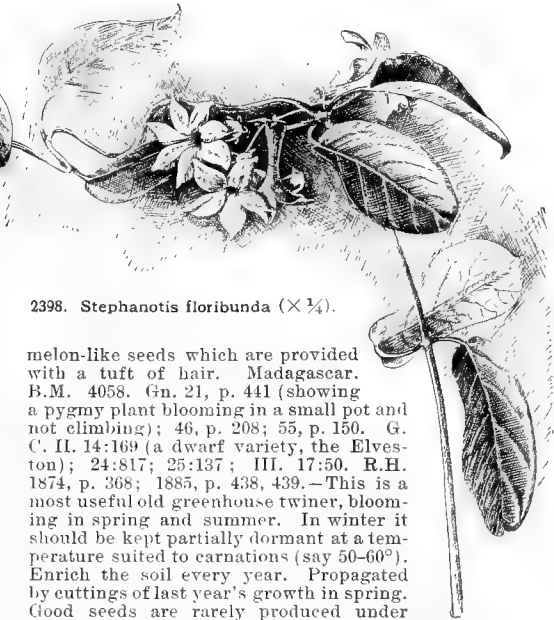 2398. Stephanotis floribunda (× ¼).
melon-like seeds which are provided
with a tuft of hair. Madagascar.
B.M. 4058. Gn. 21, p. 441 (showing
a pygmy plant blooming in a small pot and
not climbing); 46, p. 208; 55, p. 150. G.
C. II. 14:169 (a dwarf variety, the Elves-
ton); 24:817; 25:137; III. 17:50. R.H.
1874, p. 368; 1885, p. 438, 439.—This is a
most useful old greenhouse twiner, bloom-
ing in spring and summer. In winter it
should be kept partially dormant at a tem-
perature suited to carnations (say 50–60°).
Enrich the soil every year. Propagated
by cuttings of last year's growth in spring.
Good seeds are rarely produced under